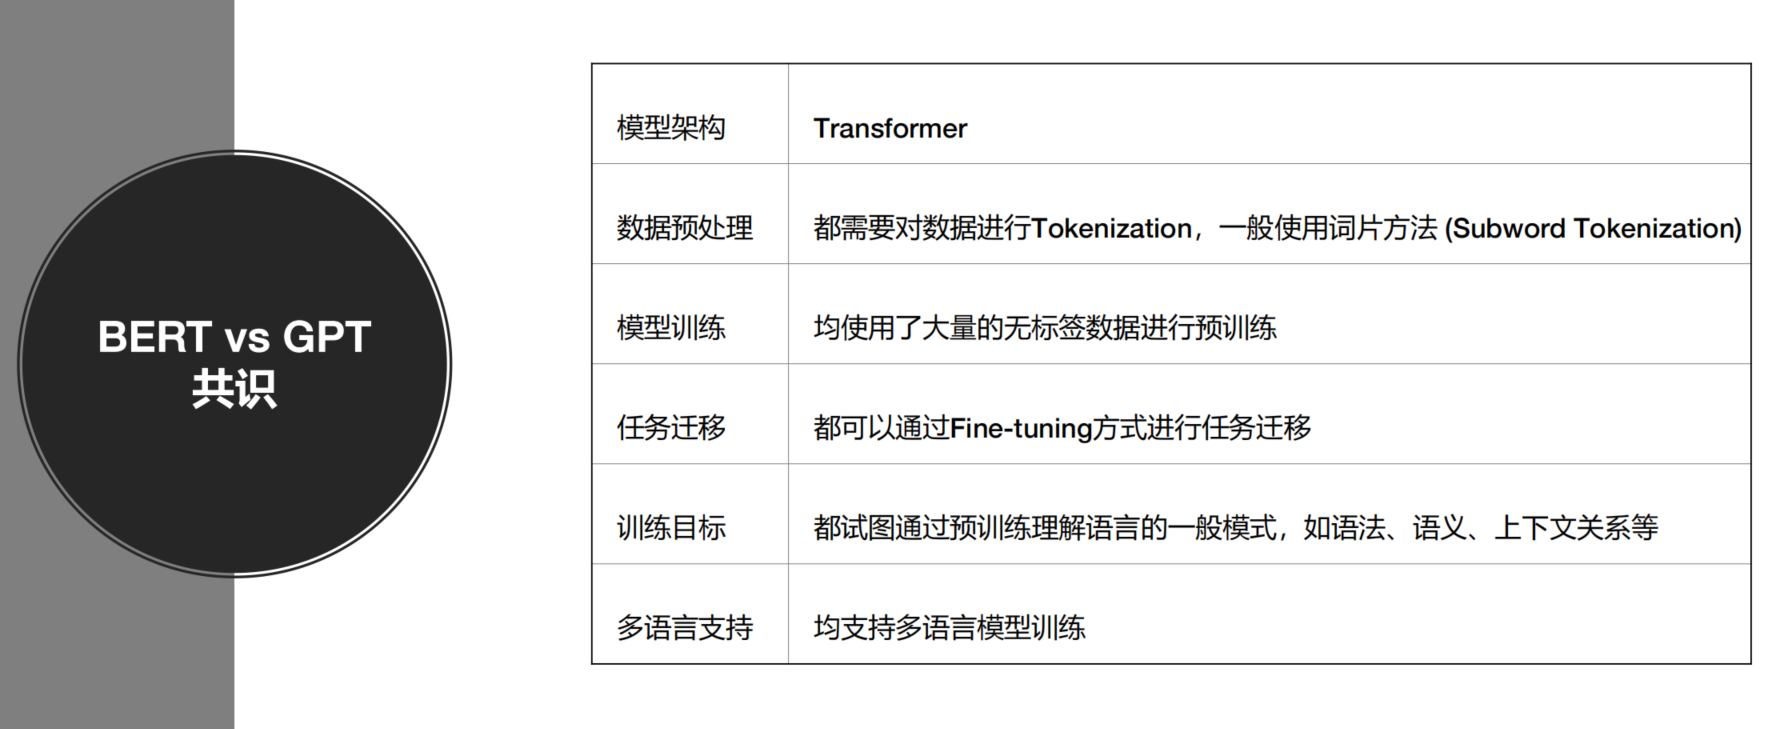 BERT vs GPT
共识
模型架构
Transformer
数据预处理
都需要对数据进行Tokenization，一般使用词片方法 (Subword Tokenization)
模型训练
均使用了大量的无标签数据进行预训练
任务迁移
都可以通过Fine-tuning方式进行任务迁移
训练目标
都试图通过预训练理解语言的一般模式，如语法、语义、上下文关系等
多语言支持
均支持多语言模型训练